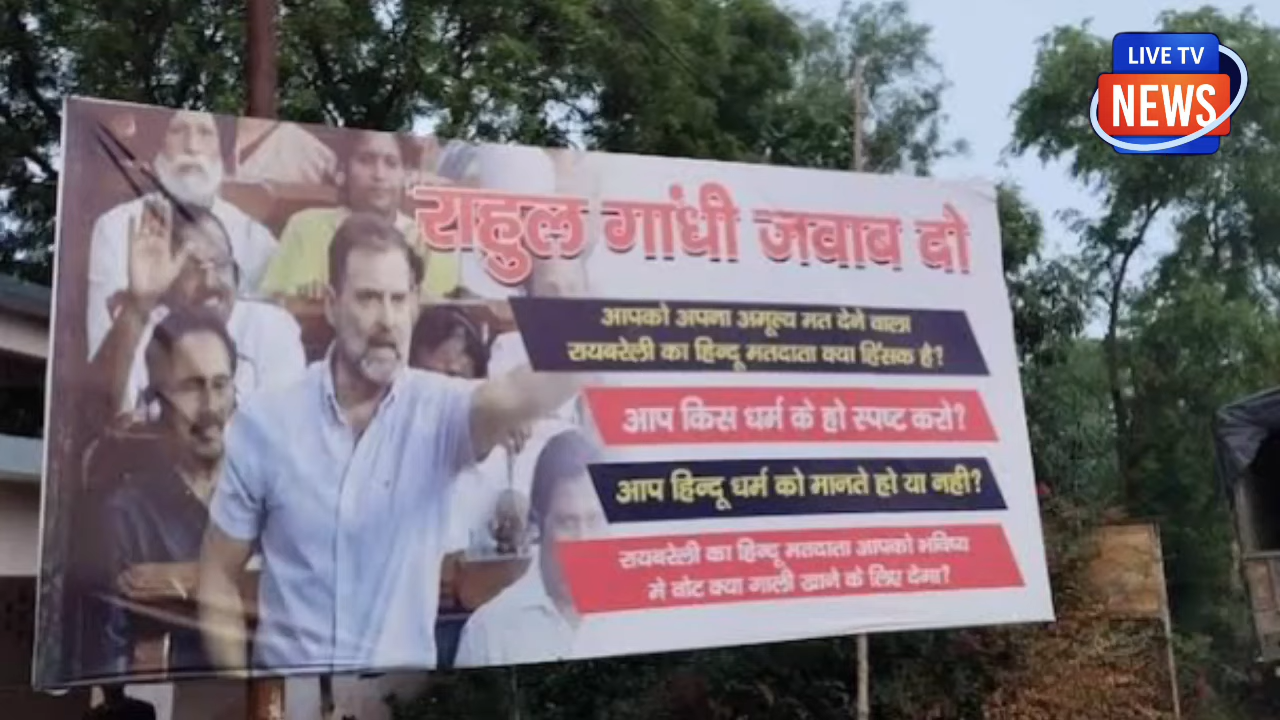 LIVE TV
NEWS
राहुल गांधी जवाब दो
आपको अपना अमूल्य मत देने वाला
रायबरेली का हिन्दू मतदाता क्या हिंसक है?
आप किस धर्म के हो स्पष्ट करो?
आप हिन्दू धर्म को मानते हो या नही?
रायबरेली का हिन्दू मतदाता आपको भविष्य
मे वोट क्या गाली खाने के लिए देगा?